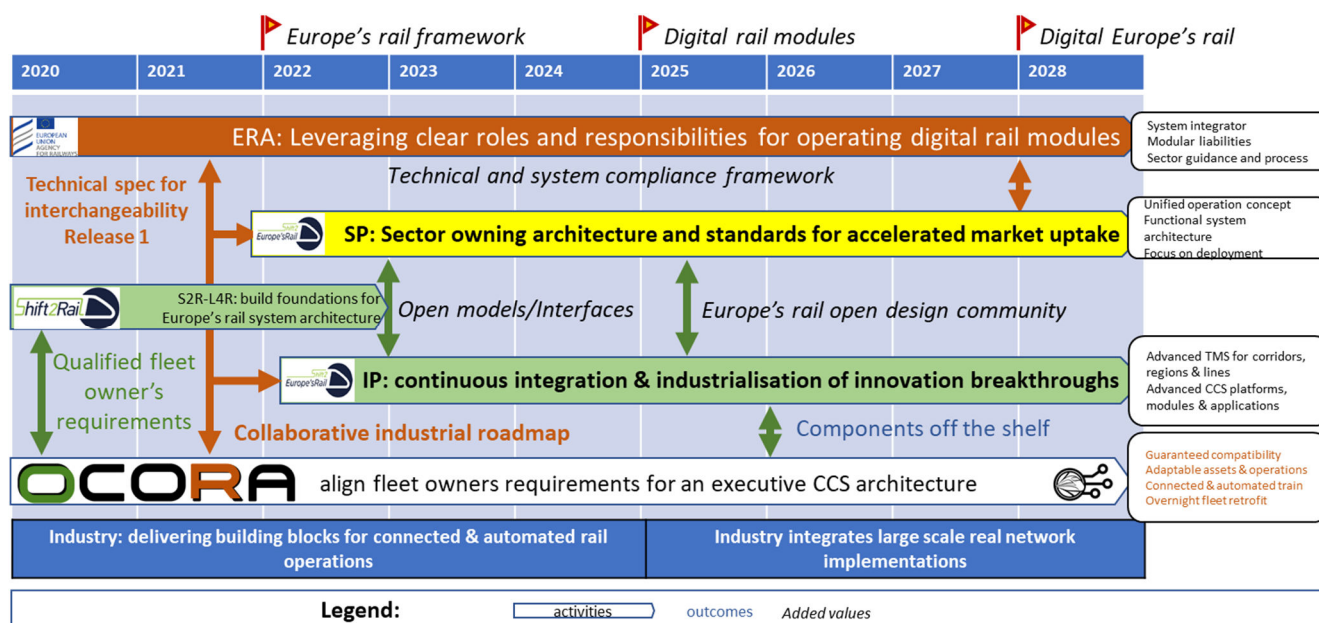 Europe's rail framework
Digital rail modules
Digital Europe's rail
2020 2021 2022 2023 2024 2025 2026 2027 2028
EUROPEAN
UNION
AGENCY
FOR RAILWAYS
ERA: Leveraging clear roles and responsibilities for operating digital rail modules
System integrator
Modular liabilities
Sector guidance and process
Technical spec for
interchangeability
Release 1
Technical and system compliance framework
Europe'sRail
SP: Sector owning architecture and standards for accelerated market uptake
Unified operation concept
Functional system
architecture
Focus on deployment
Shift2Rail
S2R-L4R: build foundations for
Europe's rail system architecture
Open models/Interfaces
Europe's rail open design community
Qualified fleet
owner's
requirements
Europe'sRail
IP: continuous integration & industrialisation of innovation breakthroughs
Advanced TMS for corridors,
regions & lines
Advanced CCS platforms,
modules & applications
Collaborative industrial roadmap
Components off the shelf
OCORA
align fleet owners requirements for an executive CCS architecture
Guaranteed compatibility
Adaptable assets & operations
Connected & automated train
Overnight fleet retrofit
Industry: delivering building blocks for connected & automated rail
operations
Industry integrates large scale real network
implementations
Legend:
activities
outcomes
Added values